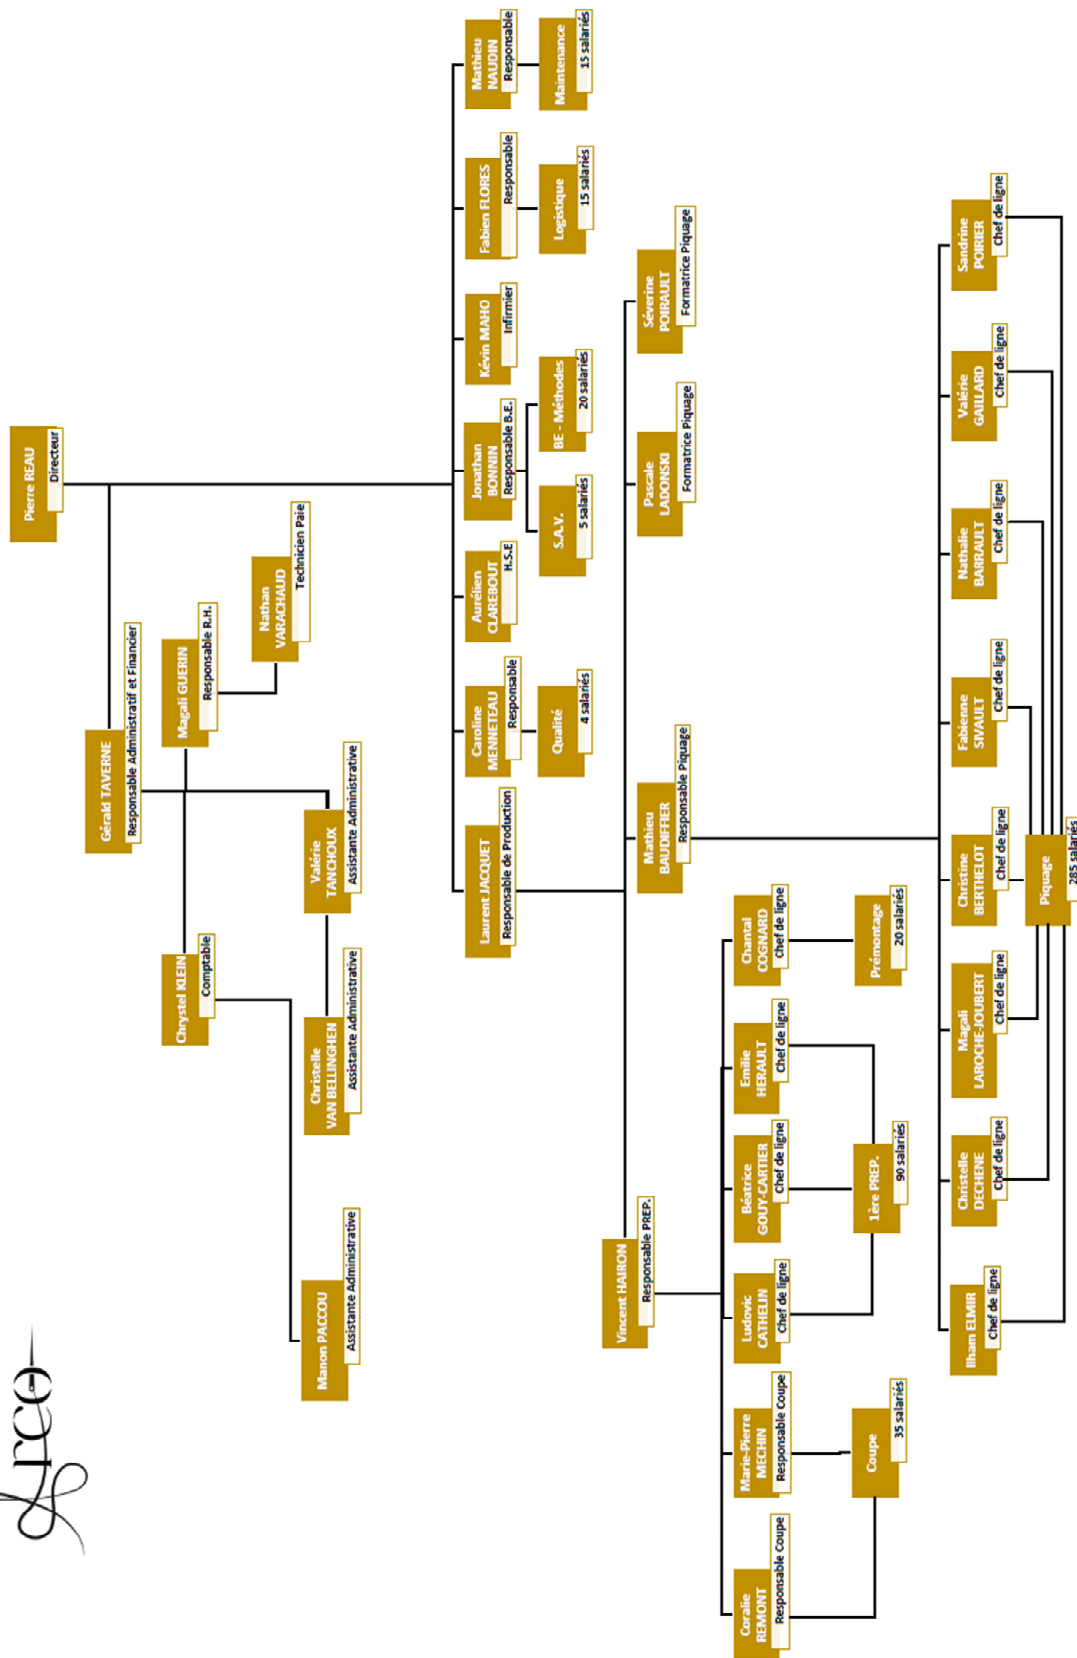 Arco
Pierre REAU
Directeur
Gérald TAVERNE
Responsable Administratif et Financier
Chrystel KLEIN
Comptable
Magali GUERIN
Responsable R.H.
Nathan
VARACHAUD
Technicien Paie
Manon PACCOU
Assistante Administrative
Christelle
VAN BELLINGHEN
Assistante Administrative
Valérie
TANCHOUX
Assistante Administrative
Laurent JACQUET
Responsable de Production
Caroline
MENNETEAU
Responsable
Aurélien
CLAREBOUT
H.S.E
Jonathan
BONNIN
Responsable B.E.
Kévin MAHO
Infirmier
Fabien FLORES
Responsable
Mathieu
NAUDIN
Responsable
Qualité
4 salariés
S.A.V.
5 salariés
BE - Méthodes
20 salariés
Logistique
15 salariés
Maintenance
15 salariés
Vincent HAIRON
Responsable PREP.
Mathieu
BAUDIFFIER
Responsable Piquage
Pascale
LADONSKI
Formatrice Piquage
Séverine
POIRAULT
Formatrice Piquage
Coralie
REMONT
Responsable Coupe
Marie-Pierre
MECHIN
Responsable Coupe
Ludovic
CATHELIN
Chef de ligne
Béatrice
GOUY-CARTIER
Chef de ligne
Emilie
HERAULT
Chef de ligne
Chantal
COGNARD
Chef de ligne
Coupe
35 salariés
1ère PREP.
90 salariés
Prémontage
20 salariés
Ilham ELMIR
Chef de ligne
Christelle
DECHENE
Chef de ligne
Magali
LAROCHE-JOUBERT
Chef de ligne
Christine
BERTHELOT
Chef de ligne
Fabienne
SIVAULT
Chef de ligne
Nathalie
BARRAULT
Chef de ligne
Valérie
GAILLARD
Chef de ligne
Sandrine
POIRIER
Chef de ligne
Piquage
285 salariés